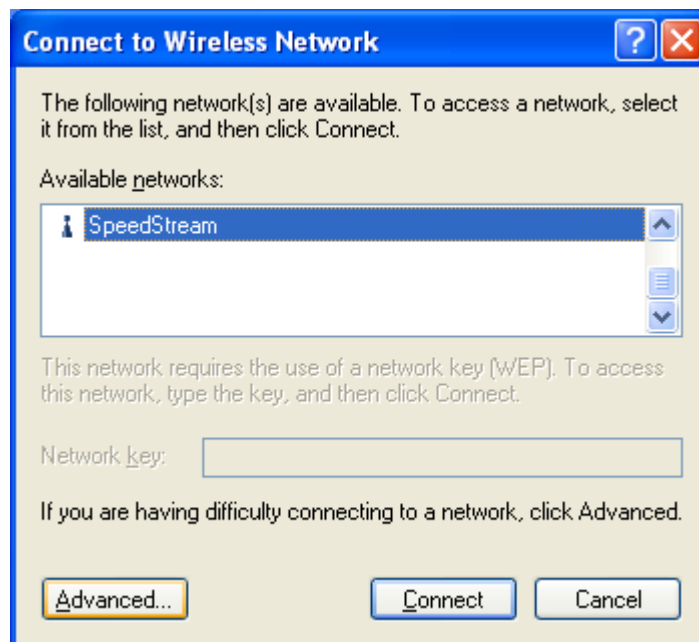 Connect to Wireless Network
The following network(s) are available. To access a network, select
it from the list, and then click Connect.
Available networks:
SpeedStream
This network requires the use of a network key (WEP). To access
this network, type the key, and then click Connect.
Network key:
If you are having difficulty connecting to a network, click Advanced.
Advanced... Connect Cancel